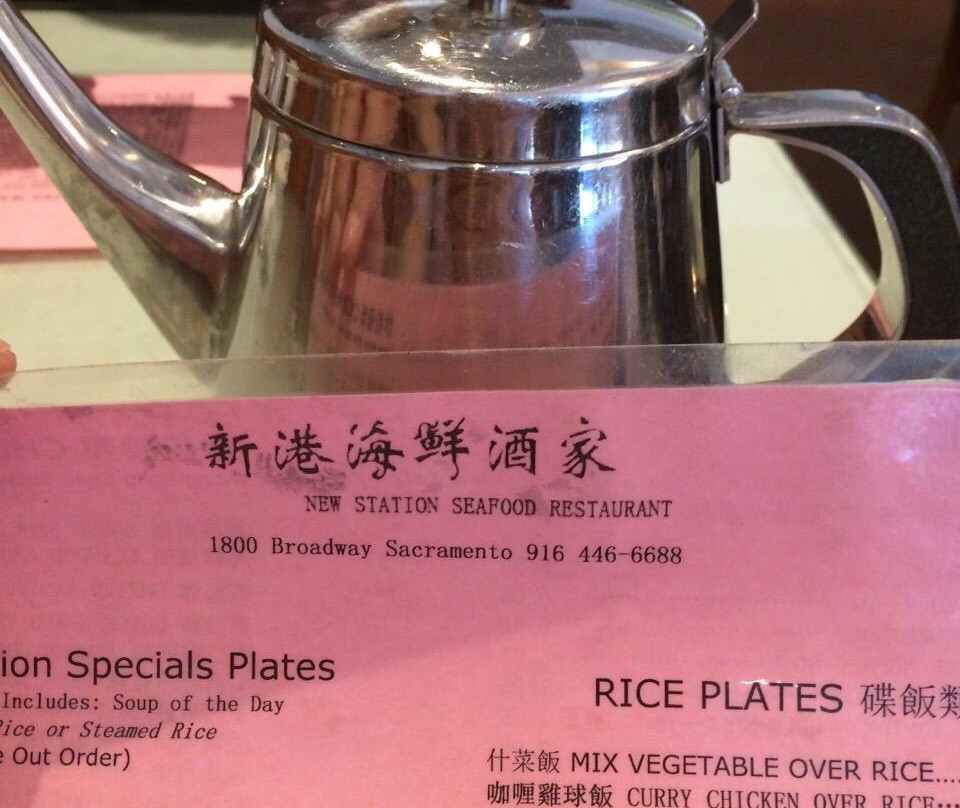 新港海鮮酒家
NEW STATION SEAFOOD RESTAURANT
1800 Broadway Sacramento 916 446-6688
ion Specials Plates
Includes: Soup of the Day
Rice or Steamed Rice
e Out Order)
RICE PLATES 碟飯類
什菜飯 MIX VEGETABLE OVER RICE....
咖喱雞球飯 CURRY CHICKEN OVER RICE...